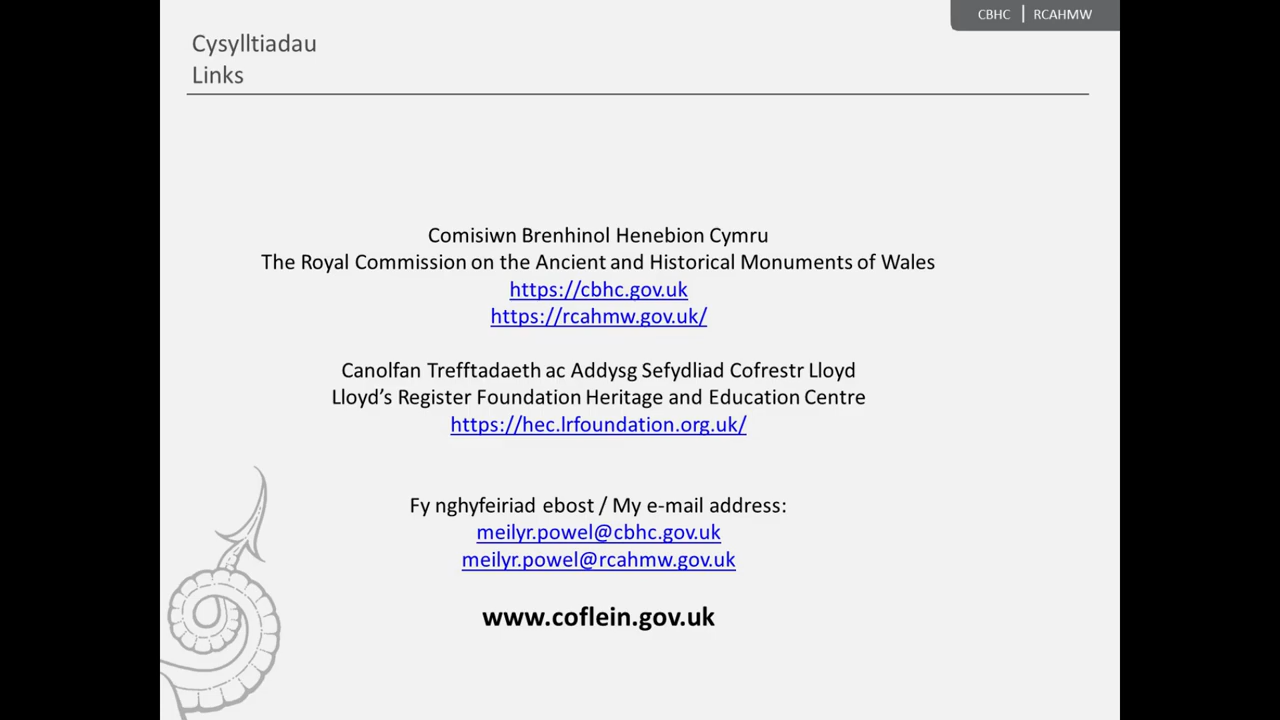 CBHC | RCAHMW
Cysylltiadau
Links
Comisiwn Brenhinol Henebion Cymru
The Royal Commission on the Ancient and Historical Monuments of Wales
https://cbhc.gov.uk
https://rcahmw.gov.uk/
Canolfan Trefftadaeth ac Addysg Sefydliad Cofrestr Lloyd
Lloyd’s Register Foundation Heritage and Education Centre
https://hec.lrfoundation.org.uk/
Fy nghyfeiriad ebost / My e-mail address:
meilyr.powel@cbhc.gov.uk
meilyr.powel@rcahmw.gov.uk
www.coflein.gov.uk